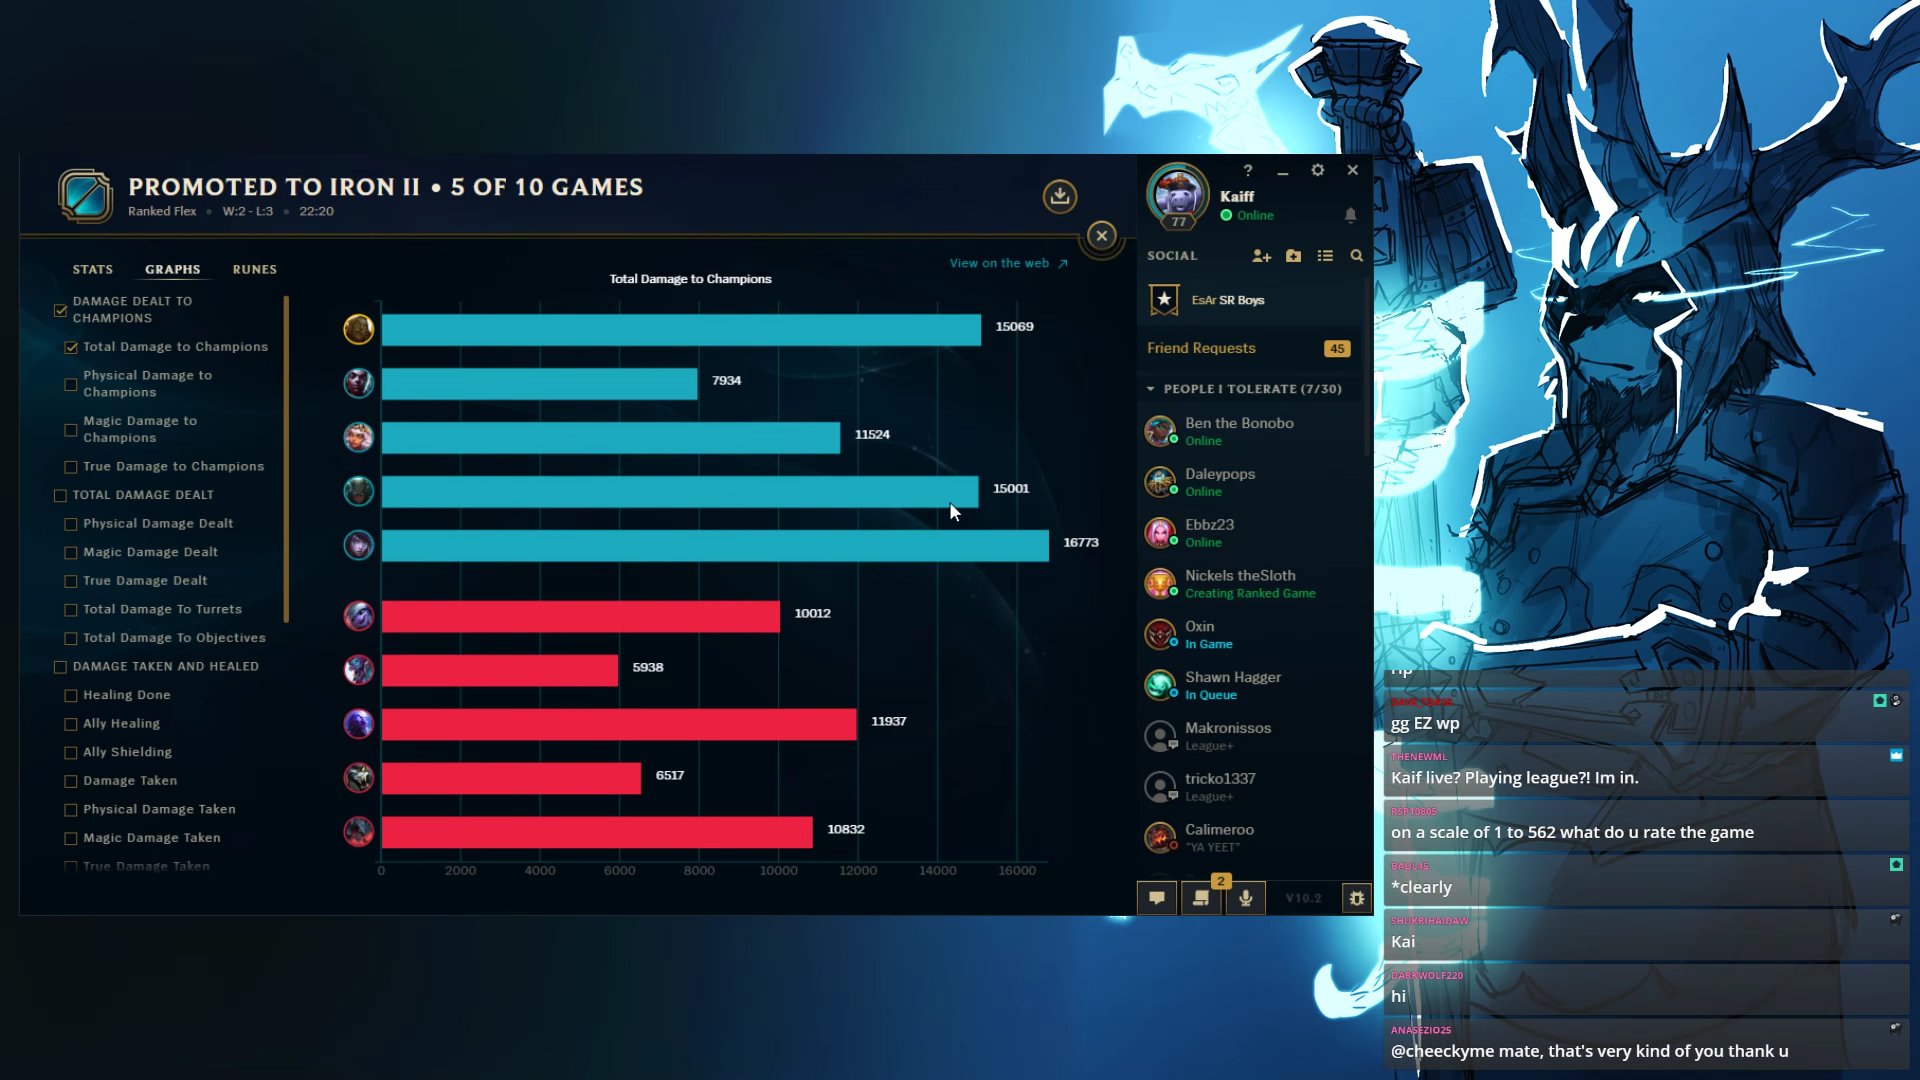 PROMOTED TO IRON II • 5 OF 10 GAMES
Ranked Flex • W:2 - L:3 • 22:20
STATS GRAPHS RUNES
View on the web
DAMAGE DEALT TO
CHAMPIONS
Total Damage to Champions
Physical Damage to
Champions
Magic Damage to
Champions
True Damage to Champions
TOTAL DAMAGE DEALT
Physical Damage Dealt
Magic Damage Dealt
True Damage Dealt
Total Damage To Turrets
Total Damage To Objectives
DAMAGE TAKEN AND HEALED
Healing Done
Ally Healing
Ally Shielding
Damage Taken
Physical Damage Taken
Magic Damage Taken
True Damage Taken
Total Damage to Champions
15069
7934
11524
15001
16773
10012
5938
11937
6517
10832
0 2000 4000 6000 8000 10000 12000 14000 16000
77
Kaiff
Online
?
SOCIAL
EsAr SR Boys
Friend Requests 45
PEOPLE I TOLERATE (7/30)
Ben the Bonobo
Online
Daleypops
Online
Ebbz23
Online
Nickels theSloth
Creating Ranked Game
Oxin
In Game
Shawn Hagger
In Queue
Makronissos
League+
tricko1337
League+
Calimeroo
"YA YEET"
2
V10.2
gg EZ wp
THENEWML
Kaif live? Playing league?! Im in.
on a scale of 1 to 562 what do u rate the game
*clearly
SHUKRIHAIDAW
Kai
DARKWOLF220
hi
ANASEZIO25
@cheeckyme mate, that's very kind of you thank u